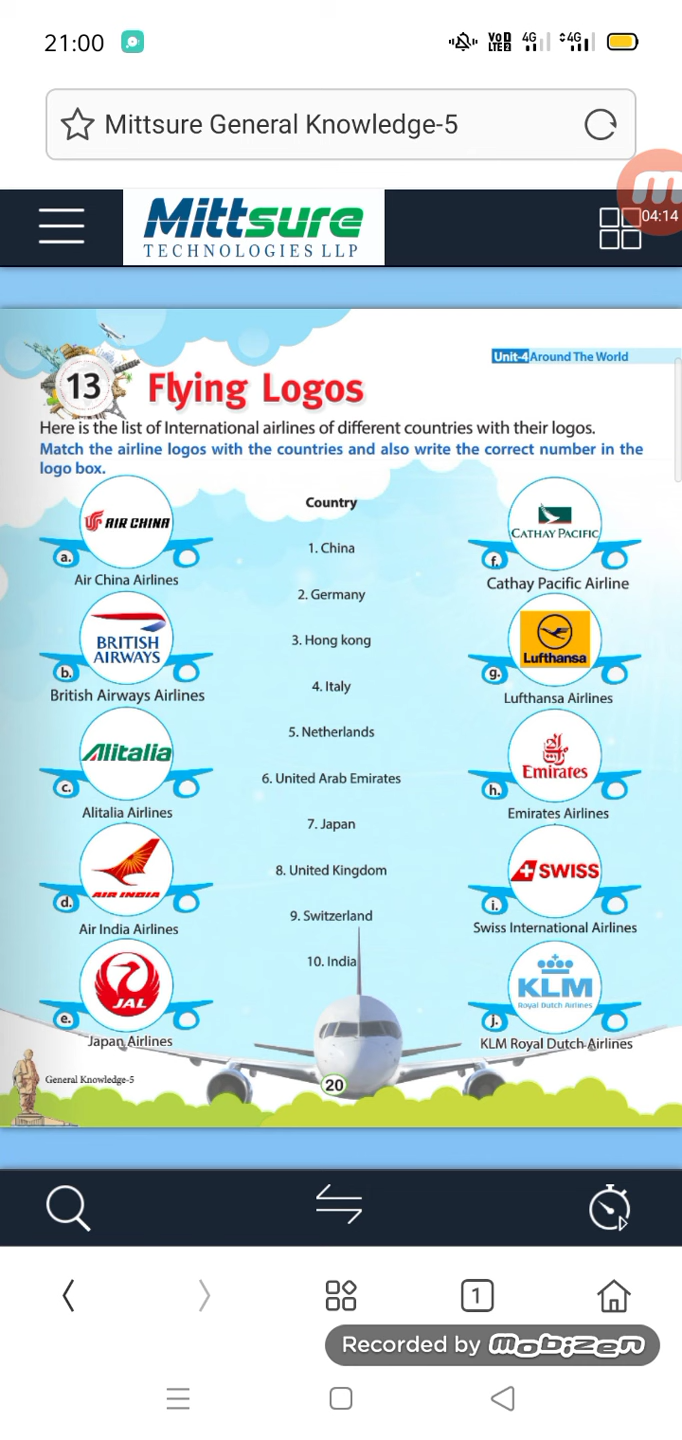 21:00
VoD LTE2 4G 4G
Mittsure General Knowledge-5
04:14
Mittsure
TECHNOLOGIES LLP
Unit-4 Around The World
13 Flying Logos
Here is the list of International airlines of different countries with their logos.
Match the airline logos with the countries and also write the correct number in the
logo box.
AIR CHINA
a.
Air China Airlines
BRITISH
AIRWAYS
b.
British Airways Airlines
Alitalia
c.
Alitalia Airlines
AIR INDIA
d.
Air India Airlines
JAL
e.
Japan Airlines
Country
1. China
2. Germany
3. Hong kong
4. Italy
5. Netherlands
6. United Arab Emirates
7. Japan
8. United Kingdom
9. Switzerland
10. India
CATHAY PACIFIC
f.
Cathay Pacific Airline
Lufthansa
g.
Lufthansa Airlines
Emirates
h.
Emirates Airlines
SWISS
i.
Swiss International Airlines
KLM
Royal Dutch Airlines
j.
KLM Royal Dutch Airlines
General Knowledge-5
20
1
Recorded by mobizen